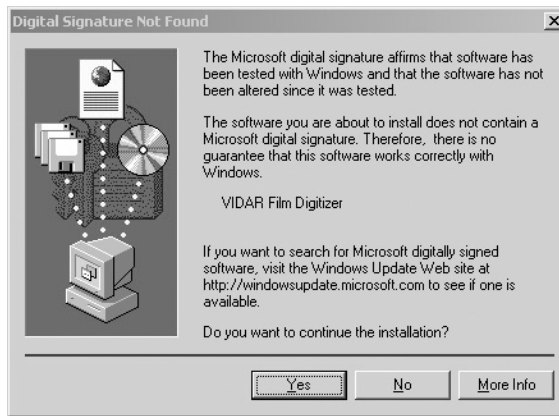 Digital Signature Not Found
The Microsoft digital signature affirms that software has
been tested with Windows and that the software has not
been altered since it was tested.
The software you are about to install does not contain a
Microsoft digital signature. Therefore, there is no
guarantee that this software works correctly with
Windows.
VIDAR Film Digitizer
If you want to search for Microsoft digitally signed
software, visit the Windows Update Web site at
http://windowsupdate.microsoft.com to see if one is
available.
Do you want to continue the installation?
Yes No More Info